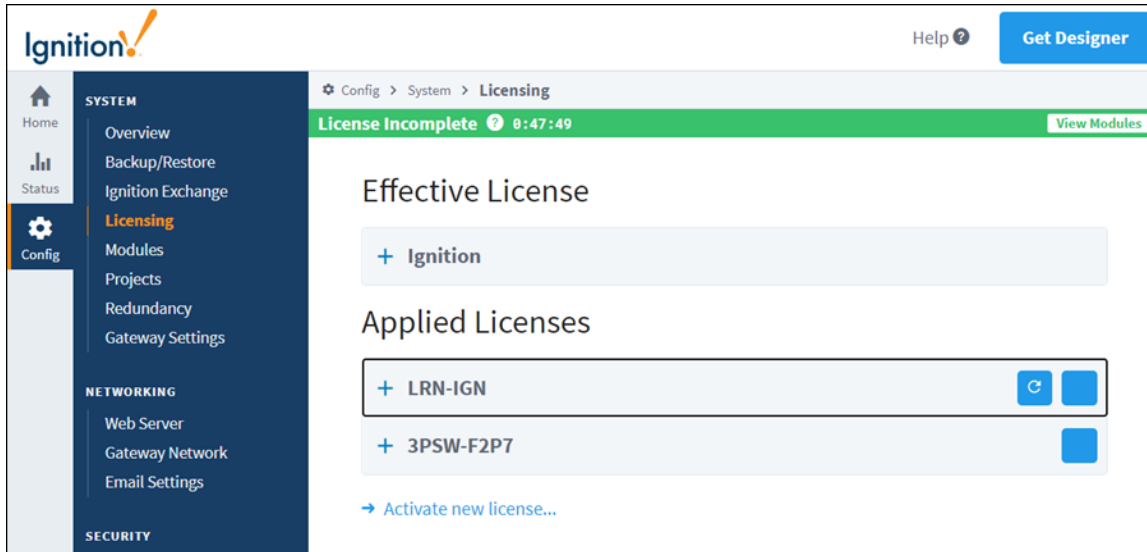 Ignition!
Help ?
Get Designer
Home
Status
Config
SYSTEM
Overview
Backup/Restore
Ignition Exchange
Licensing
Modules
Projects
Redundancy
Gateway Settings
NETWORKING
Web Server
Gateway Network
Email Settings
SECURITY
Config > System > Licensing
License Incomplete ? 0:47:49
View Modules
Effective License
+ Ignition
Applied Licenses
+ LRN-IGN
+ 3PSW-F2P7
→ Activate new license...